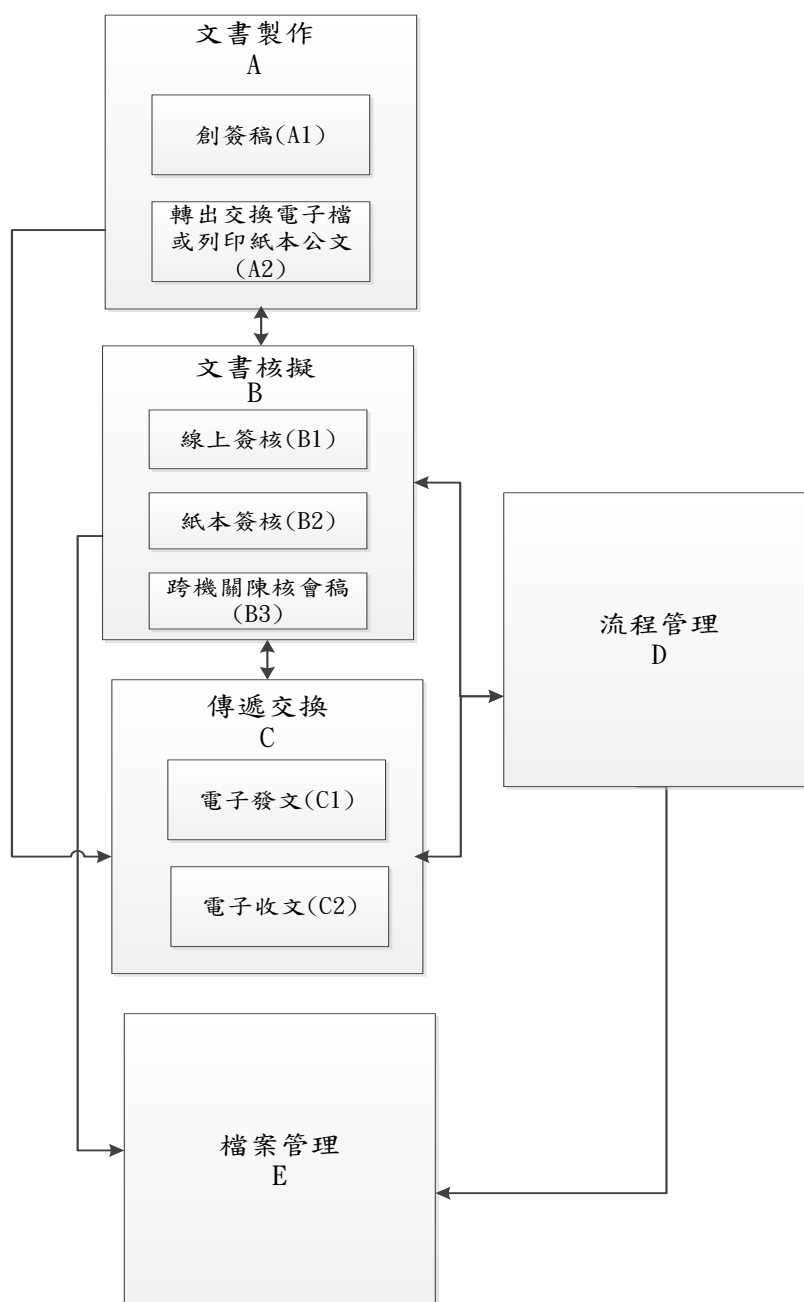 文書製作
A
創簽稿(A1)
轉出交換電子檔
或列印紙本公文
(A2)
文書核擬
B
線上簽核(B1)
紙本簽核(B2)
跨機關陳核會稿
(B3)
流程管理
D
傳遞交換
C
電子發文(C1)
電子收文(C2)
檔案管理
E